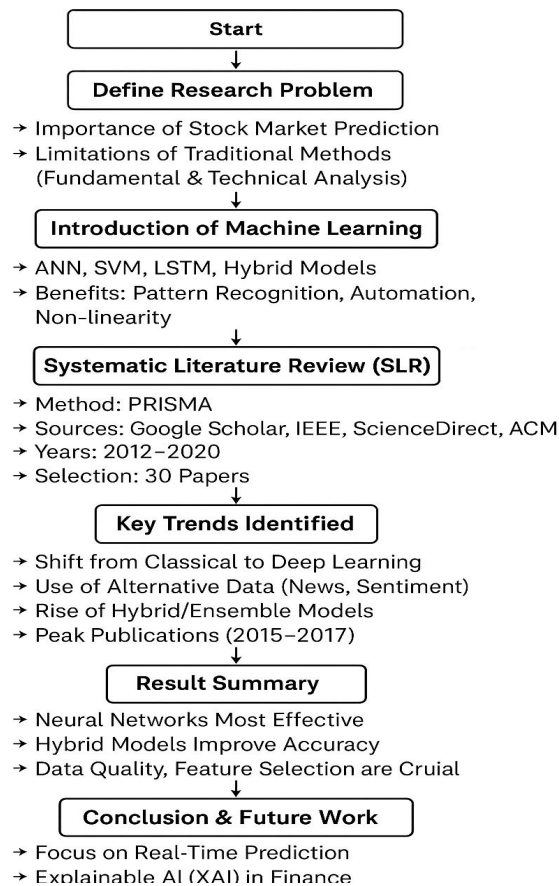 Start
Define Research Problem
→ Importance of Stock Market Prediction
→ Limitations of Traditional Methods
(Fundamental & Technical Analysis)
Introduction of Machine Learning
→ ANN, SVM, LSTM, Hybrid Models
→ Benefits: Pattern Recognition, Automation,
Non-linearity
Systematic Literature Review (SLR)
→ Method: PRISMA
→ Sources: Google Scholar, IEEE, ScienceDirect, ACM
→ Years: 2012–2020
→ Selection: 30 Papers
Key Trends Identified
→ Shift from Classical to Deep Learning
→ Use of Alternative Data (News, Sentiment)
→ Rise of Hybrid/Ensemble Models
→ Peak Publications (2015–2017)
Result Summary
→ Neural Networks Most Effective
→ Hybrid Models Improve Accuracy
→ Data Quality, Feature Selection are Cruial
Conclusion & Future Work
→ Focus on Real-Time Prediction
→ Explainable AI (XAI) in Finance